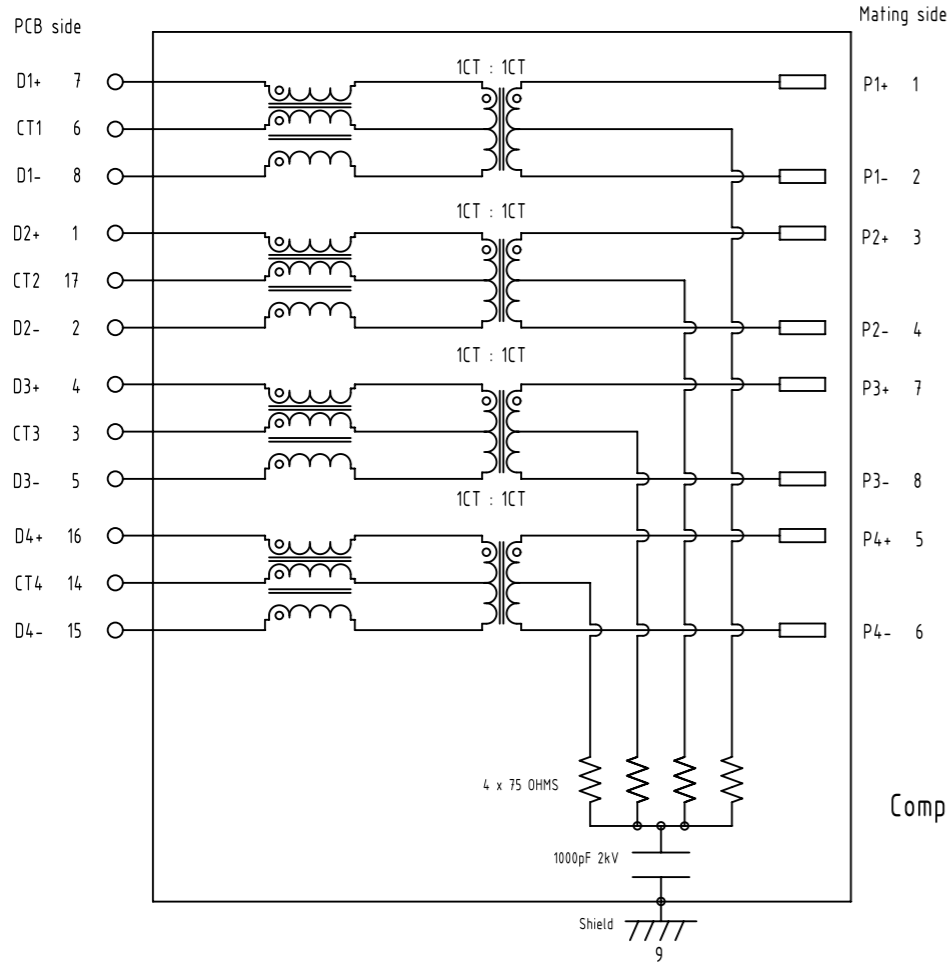 PCB side
Mating side
1CT : 1CT
D1+ 7
P1+ 1
CT1 6
D1- 8
P1- 2
1CT : 1CT
D2+ 1
P2+ 3
CT2 17
D2- 2
P2- 4
1CT : 1CT
D3+ 4
P3+ 7
CT3 3
D3- 5
P3- 8
1CT : 1CT
D4+ 16
P4+ 5
CT4 14
D4- 15
P4- 6
4 x 75 OHMS
Comp
1000pF 2kV
Shield
9